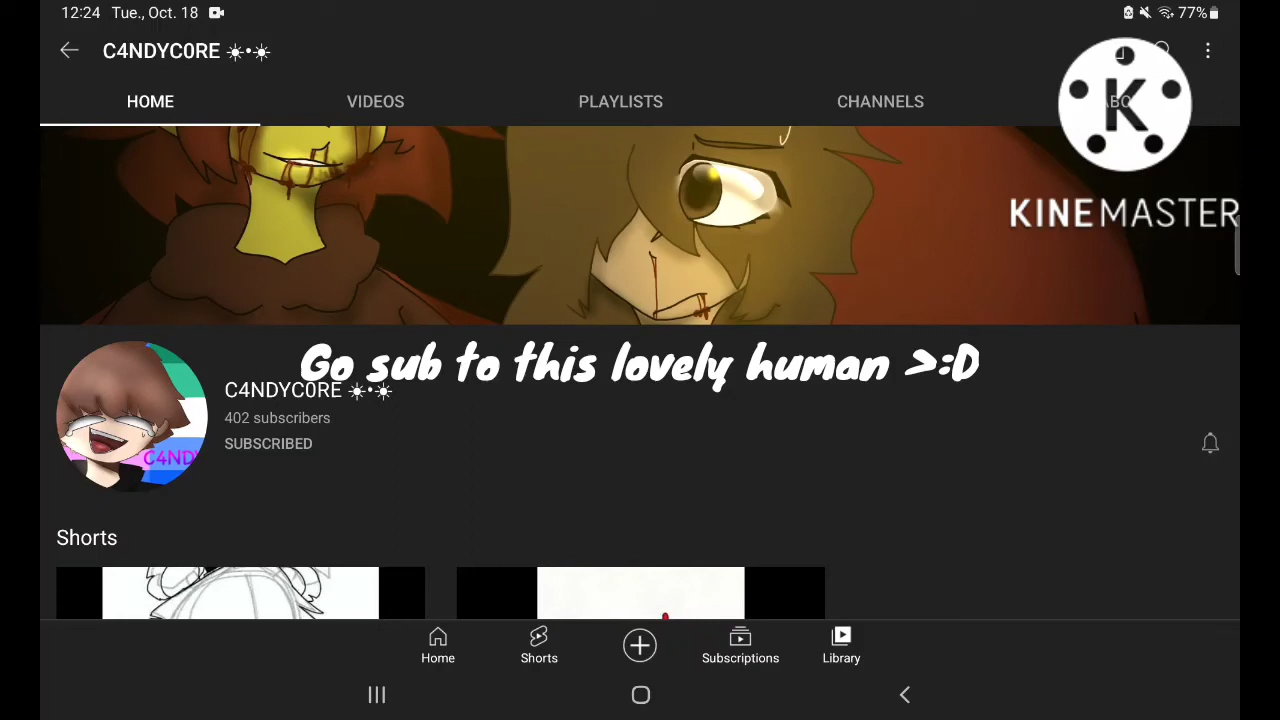 12:24 Tue., Oct. 18
77%
C4NDYC0RE ☀•☀
HOME
VIDEOS
PLAYLISTS
CHANNELS
K
KINEMASTER
Go sub to this lovely human >:D
C4NDYC0RE ☀•☀
402 subscribers
SUBSCRIBED
C4NDY
Shorts
Home
Shorts
Subscriptions
Library